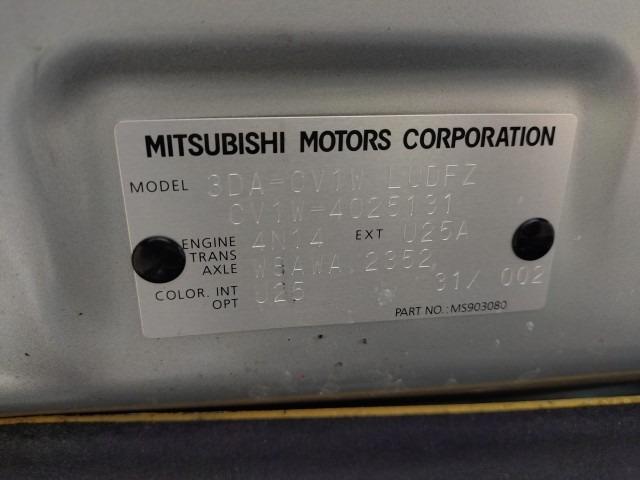 MITSUBISHI MOTORS CORPORATION
MODEL 3DA-CV1W LUDFZ
CV1W-4025131
ENGINE 4N14 EXT U25A
TRANS AXLE W8AWA 2352
COLOR. INT OPT U25 31/ 002
PART NO.: MS903080